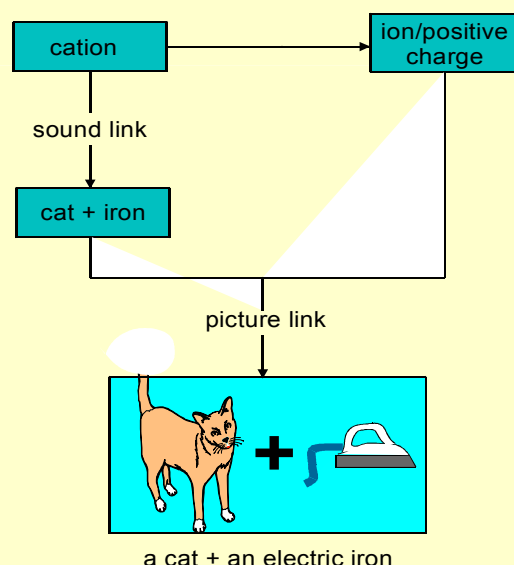 cation
ion/positive
charge
sound link
cat + iron
picture link
+
a cat + an electric iron